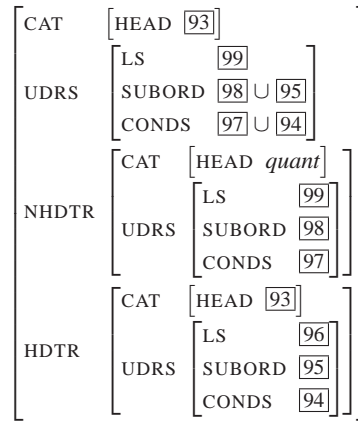 CAT [HEAD 93]
LS 99
UDRS SUBORD 98 ∪ 95
CONDS 97 ∪ 94
CAT [HEAD quant]
LS 99
NHDTR UDRS SUBORD 98
CONDS 97
CAT [HEAD 93]
LS 96
HDTR UDRS SUBORD 95
CONDS 94